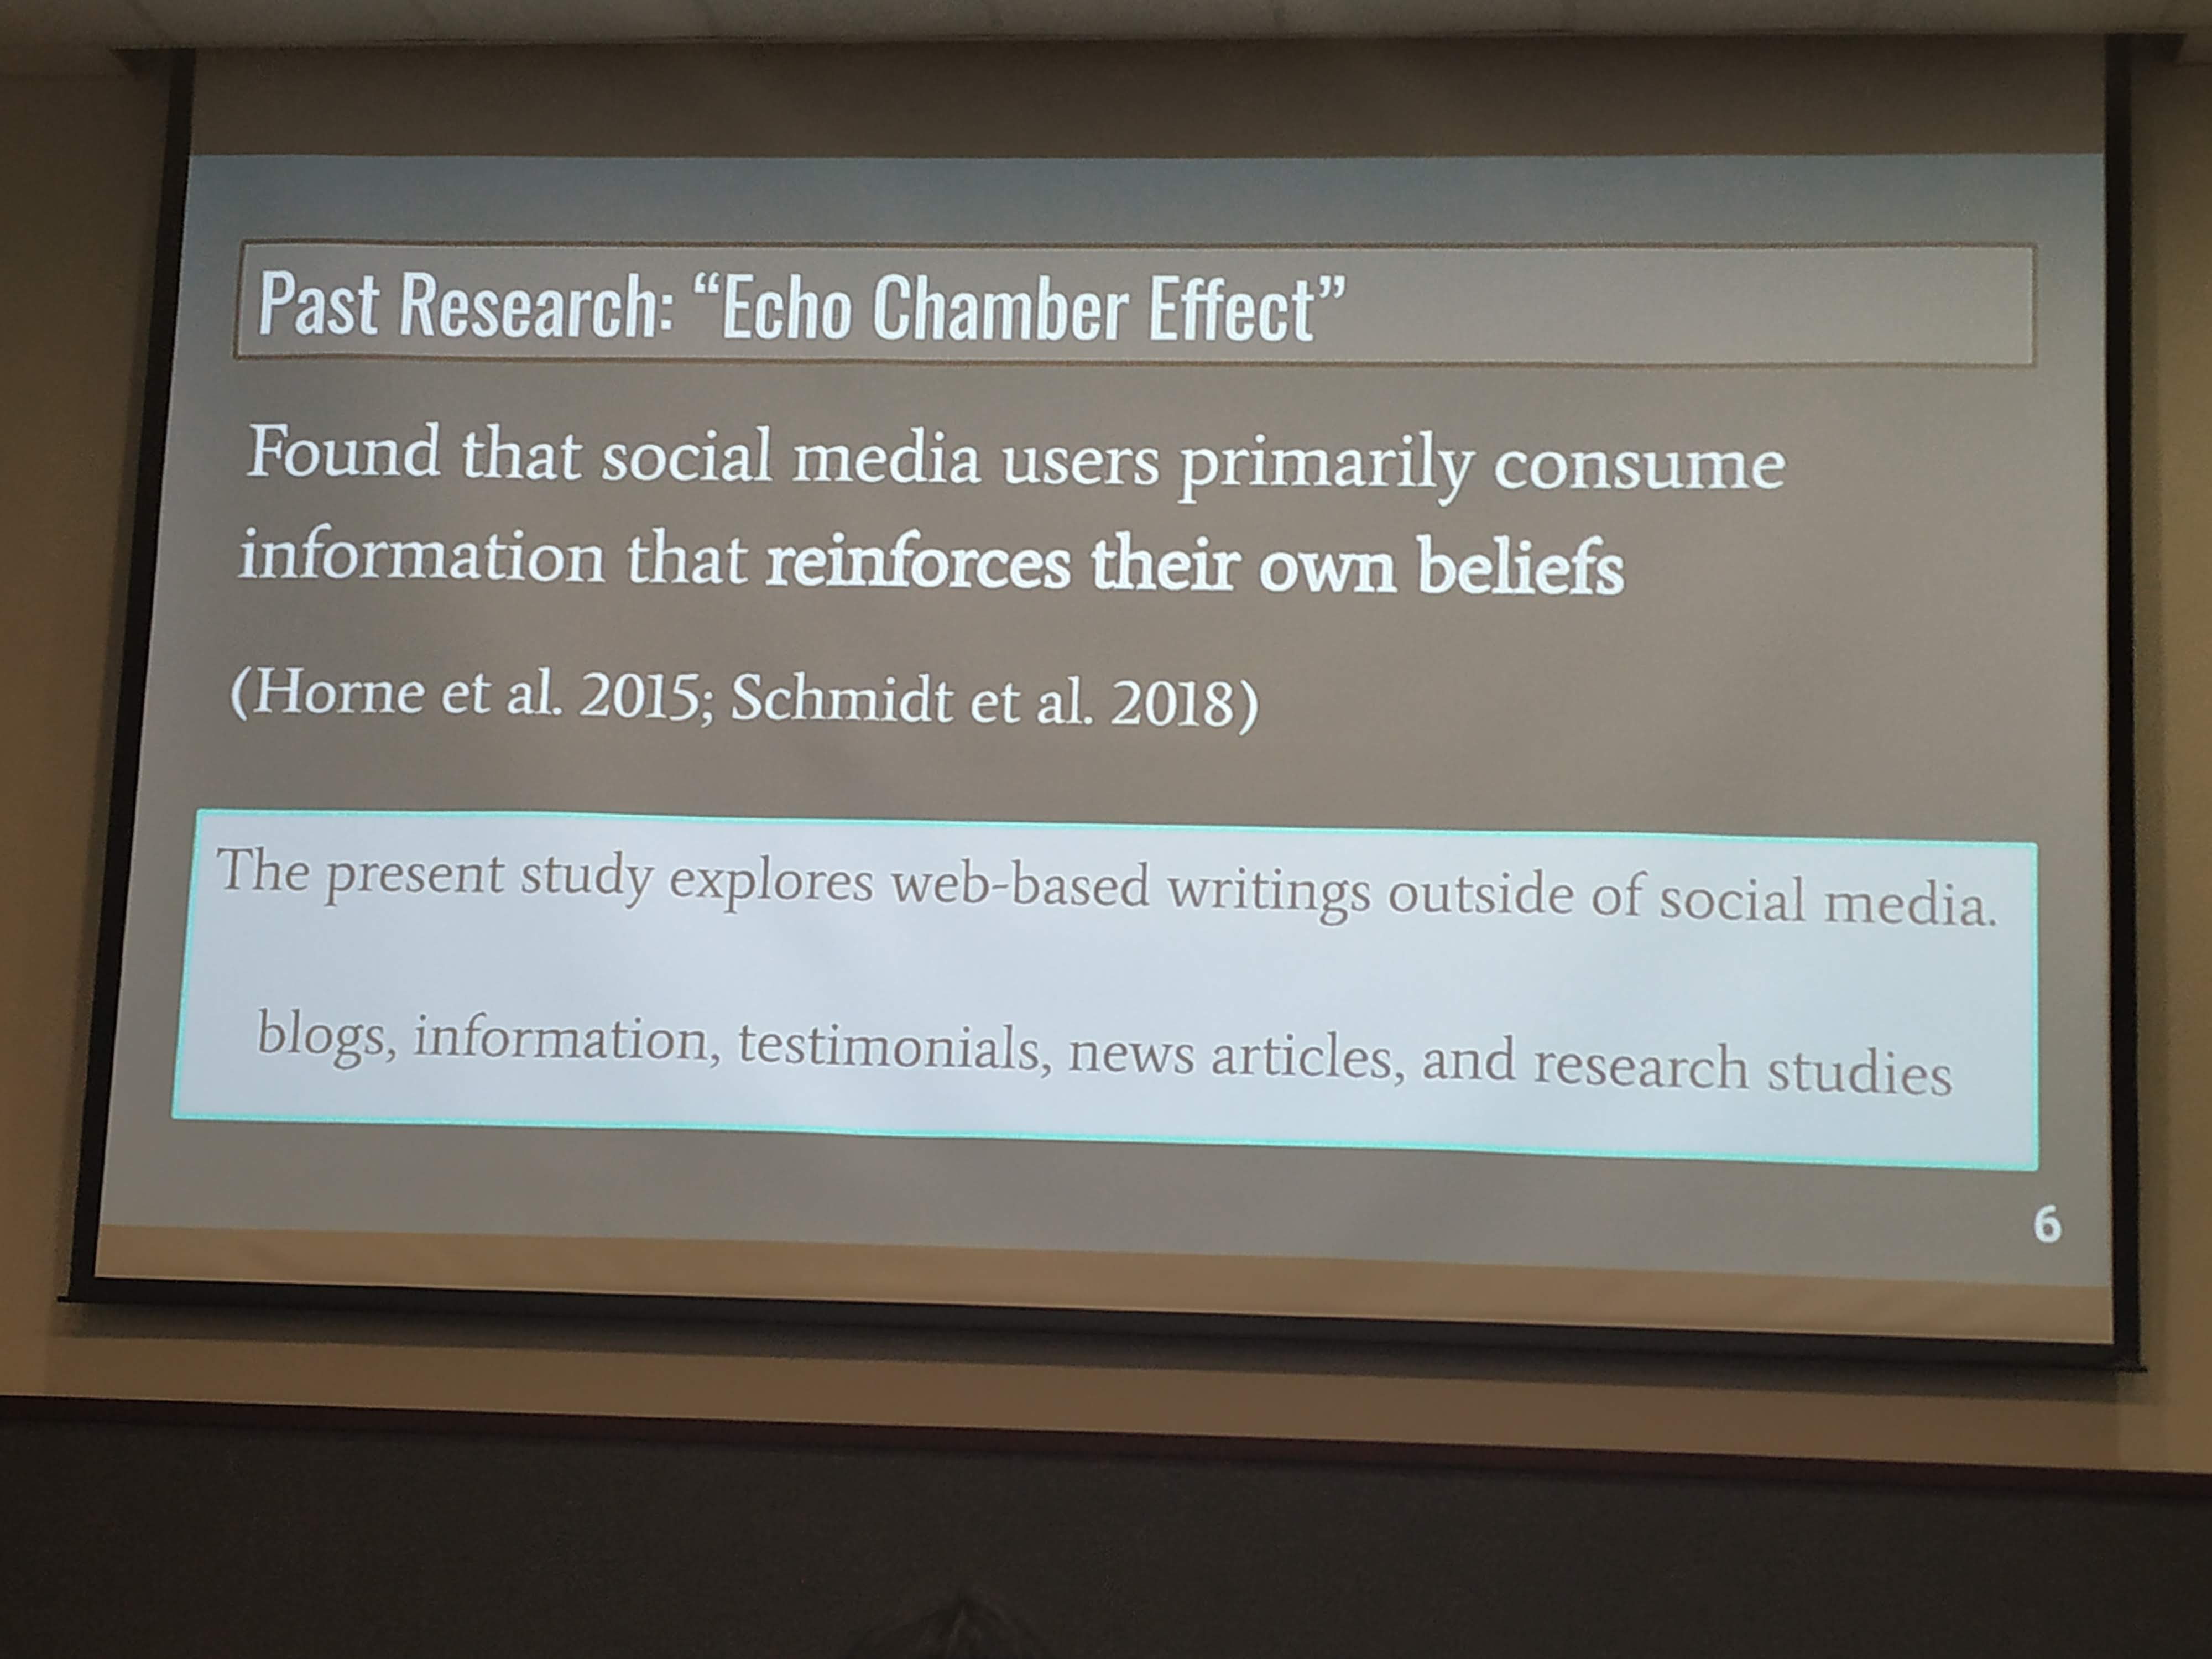 Past Research: “Echo Chamber Effect”
Found that social media users primarily consume
information that reinforces their own beliefs
(Horne et al. 2015; Schmidt et al. 2018)
The present study explores web-based writings outside of social media.
blogs, information, testimonials, news articles, and research studies
6